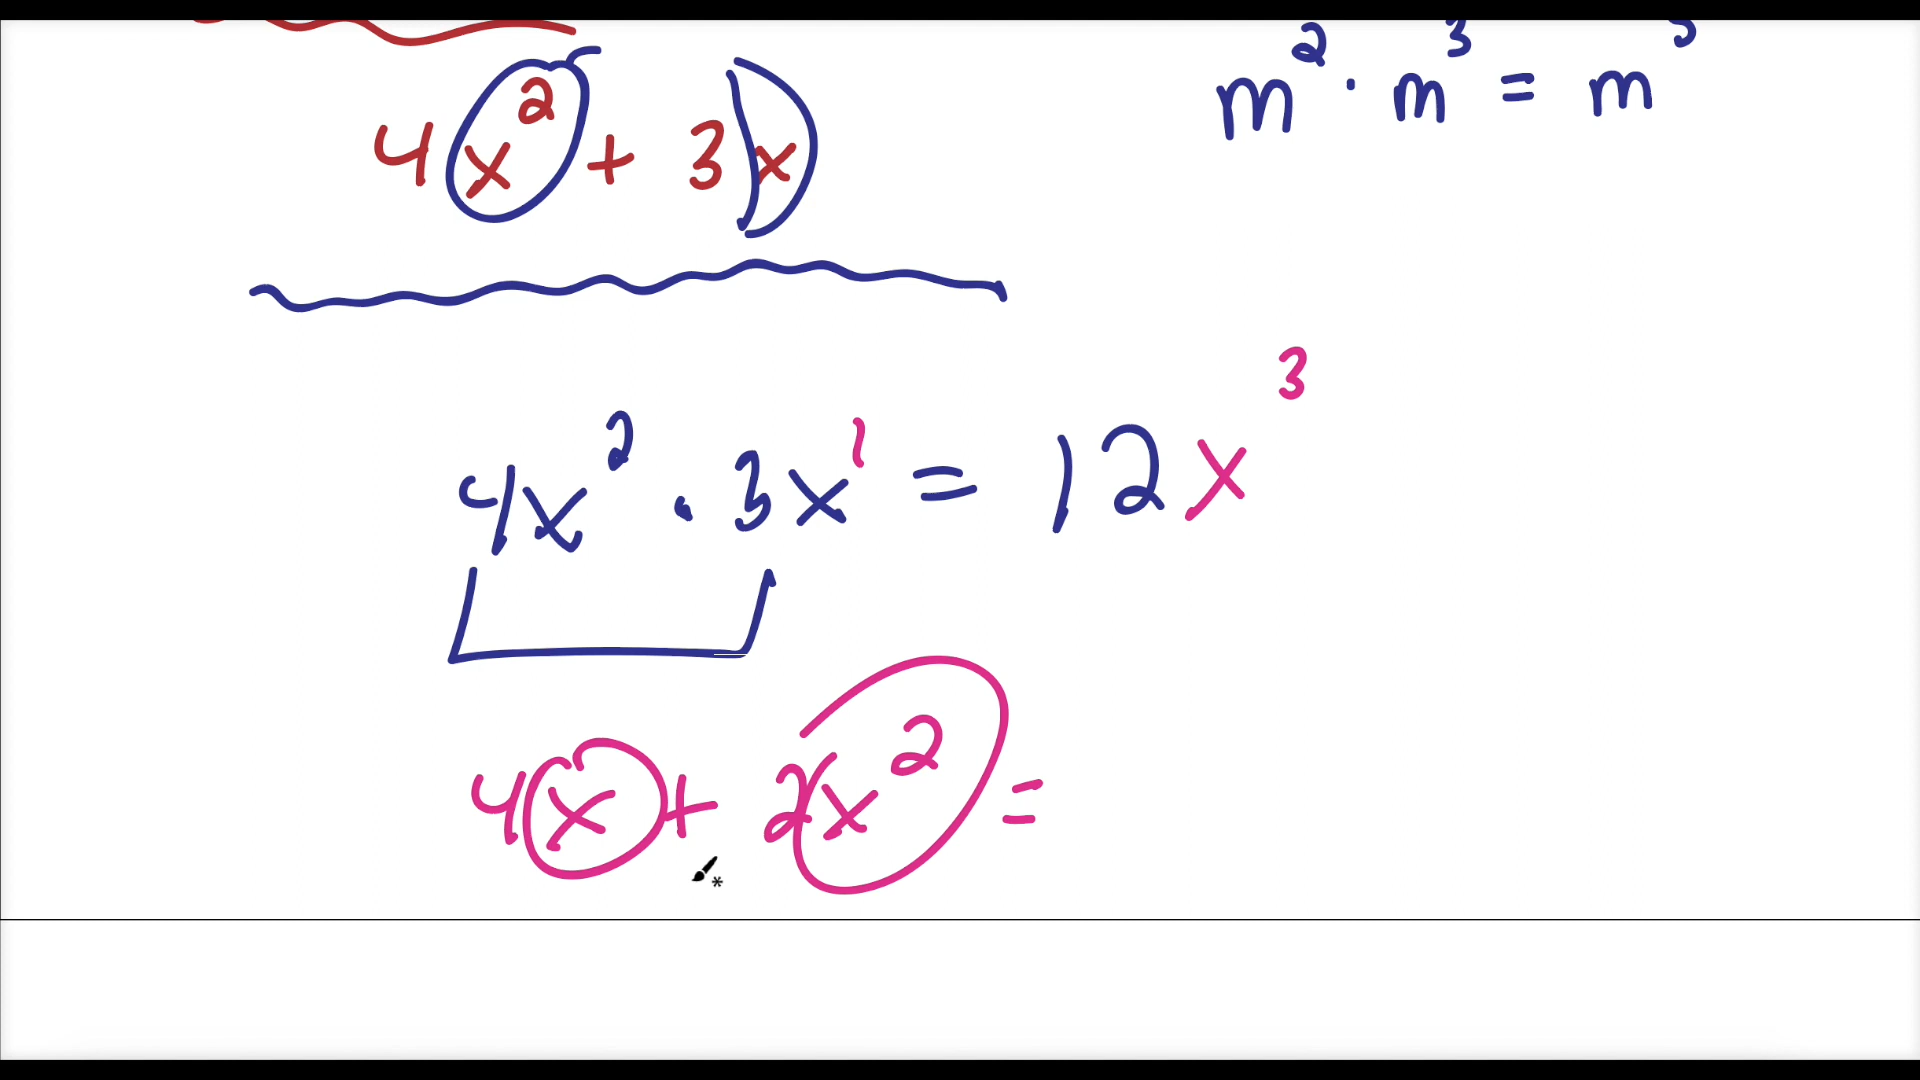 4x² + 3x
m² · m³ = m⁵
4x² · 3x¹ = 12x³
4x + 2x² =